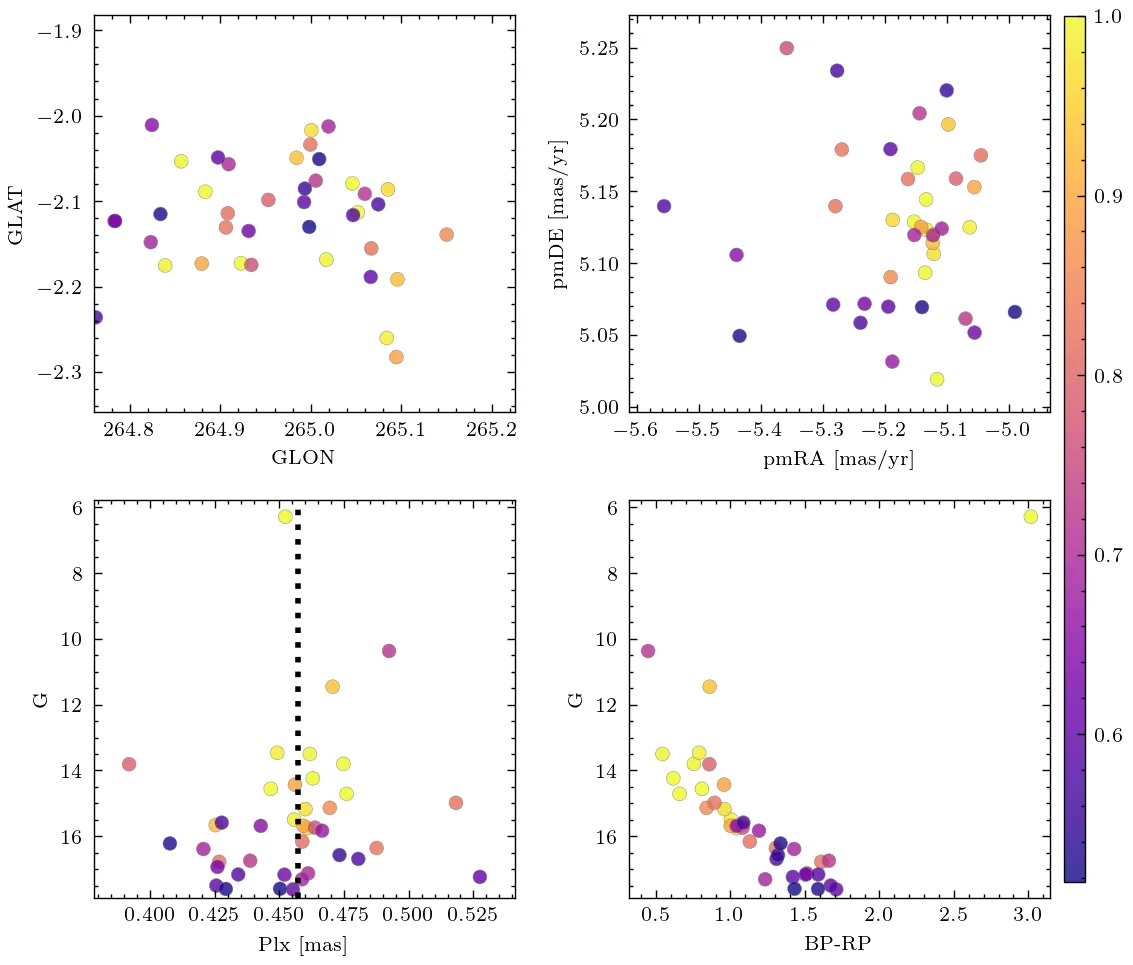 −1.9
−2.0
−2.1
−2.2
−2.3
GLAT
264.8 264.9 265.0 265.1 265.2
GLON
5.25
5.20
5.15
5.10
5.05
5.00
pmDE [mas/yr]
−5.6 −5.5 −5.4 −5.3 −5.2 −5.1 −5.0
pmRA [mas/yr]
1.0
0.9
0.8
0.7
0.6
6
8
10
12
14
16
G
0.400 0.425 0.450 0.475 0.500 0.525
Plx [mas]
6
8
10
12
14
16
G
0.5 1.0 1.5 2.0 2.5 3.0
BP-RP